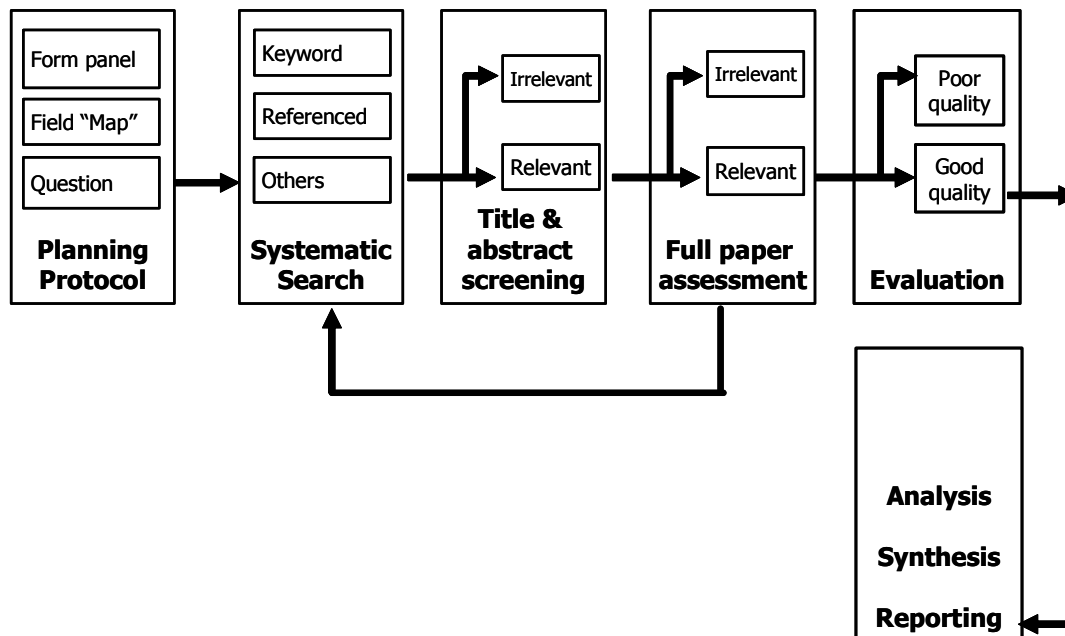 Form panel
Field “Map”
Question
Planning
Protocol
Keyword
Referenced
Others
Systematic
Search
Irrelevant
Relevant
Title &
abstract
screening
Irrelevant
Relevant
Full paper
assessment
Poor
quality
Good
quality
Evaluation
Analysis
Synthesis
Reporting